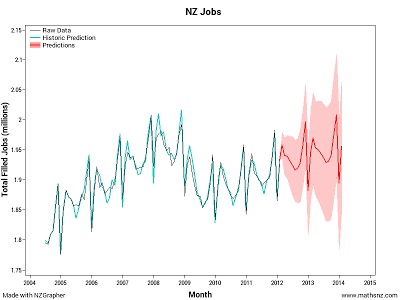 NZ Jobs
Raw Data
Historic Prediction
Predictions
Total Filled Jobs (millions)
2.15
2.1
2.05
2
1.95
1.9
1.85
1.8
1.75
2004 2005 2006 2007 2008 2009 2010 2011 2012 2013 2014 2015
Month
Made with NZGrapher
www.mathsnz.com